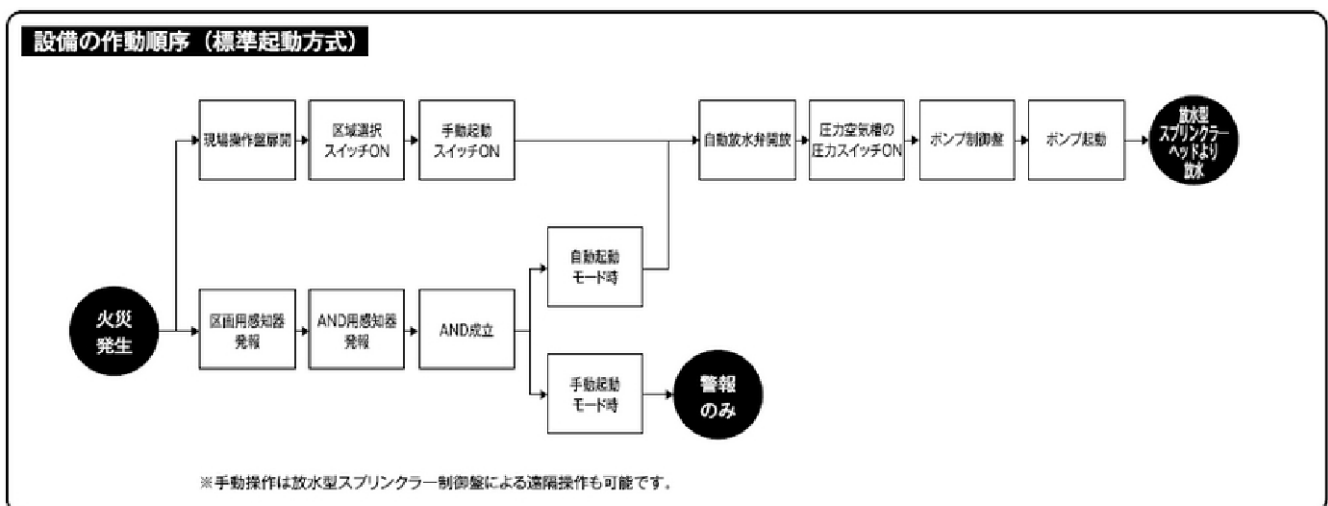 設備の作動順序（標準起動方式）
現場操作盤扉開
区域選択
スイッチON
手動起動
スイッチON
自動放水弁開放
圧力空気槽の
圧力スイッチON
ポンプ制御盤
ポンプ起動
放水型
スプリンクラー
ヘッドより
放水
火災
発生
区画用感知器
発報
AND用感知器
発報
AND成立
自動起動
モード時
手動起動
モード時
警報
のみ
※手動操作は放水型スプリンクラー制御盤による遠隔操作も可能です。